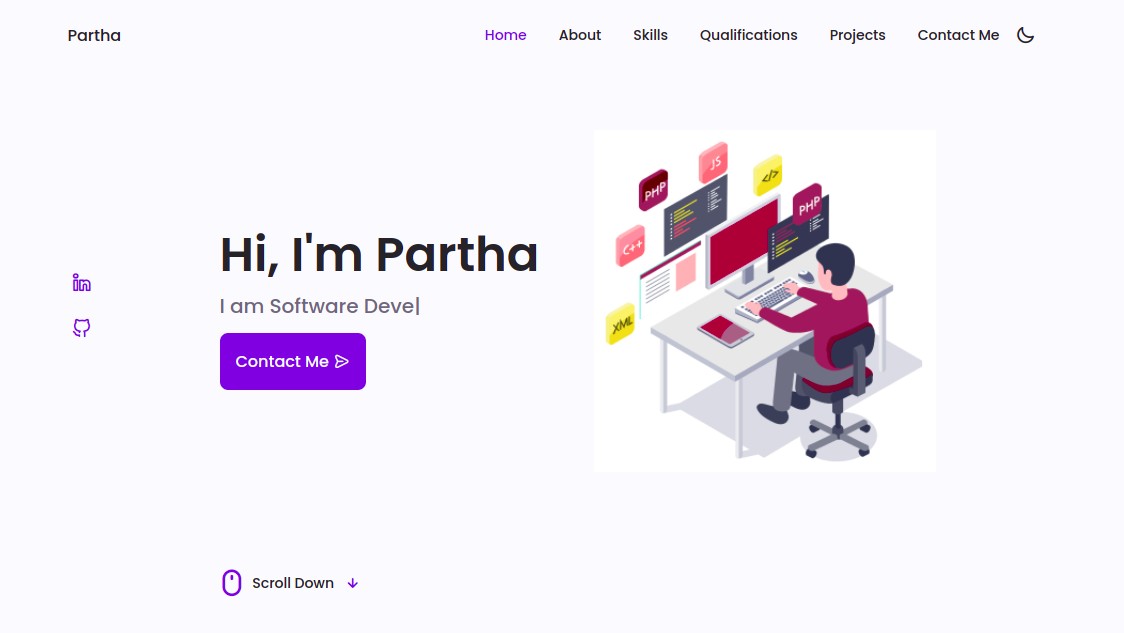 Partha
Home About Skills Qualifications Projects Contact Me
JS
</>
PHP
PHP
C++
XML
Hi, I'm Partha
I am Software Devel
Contact Me
Scroll Down